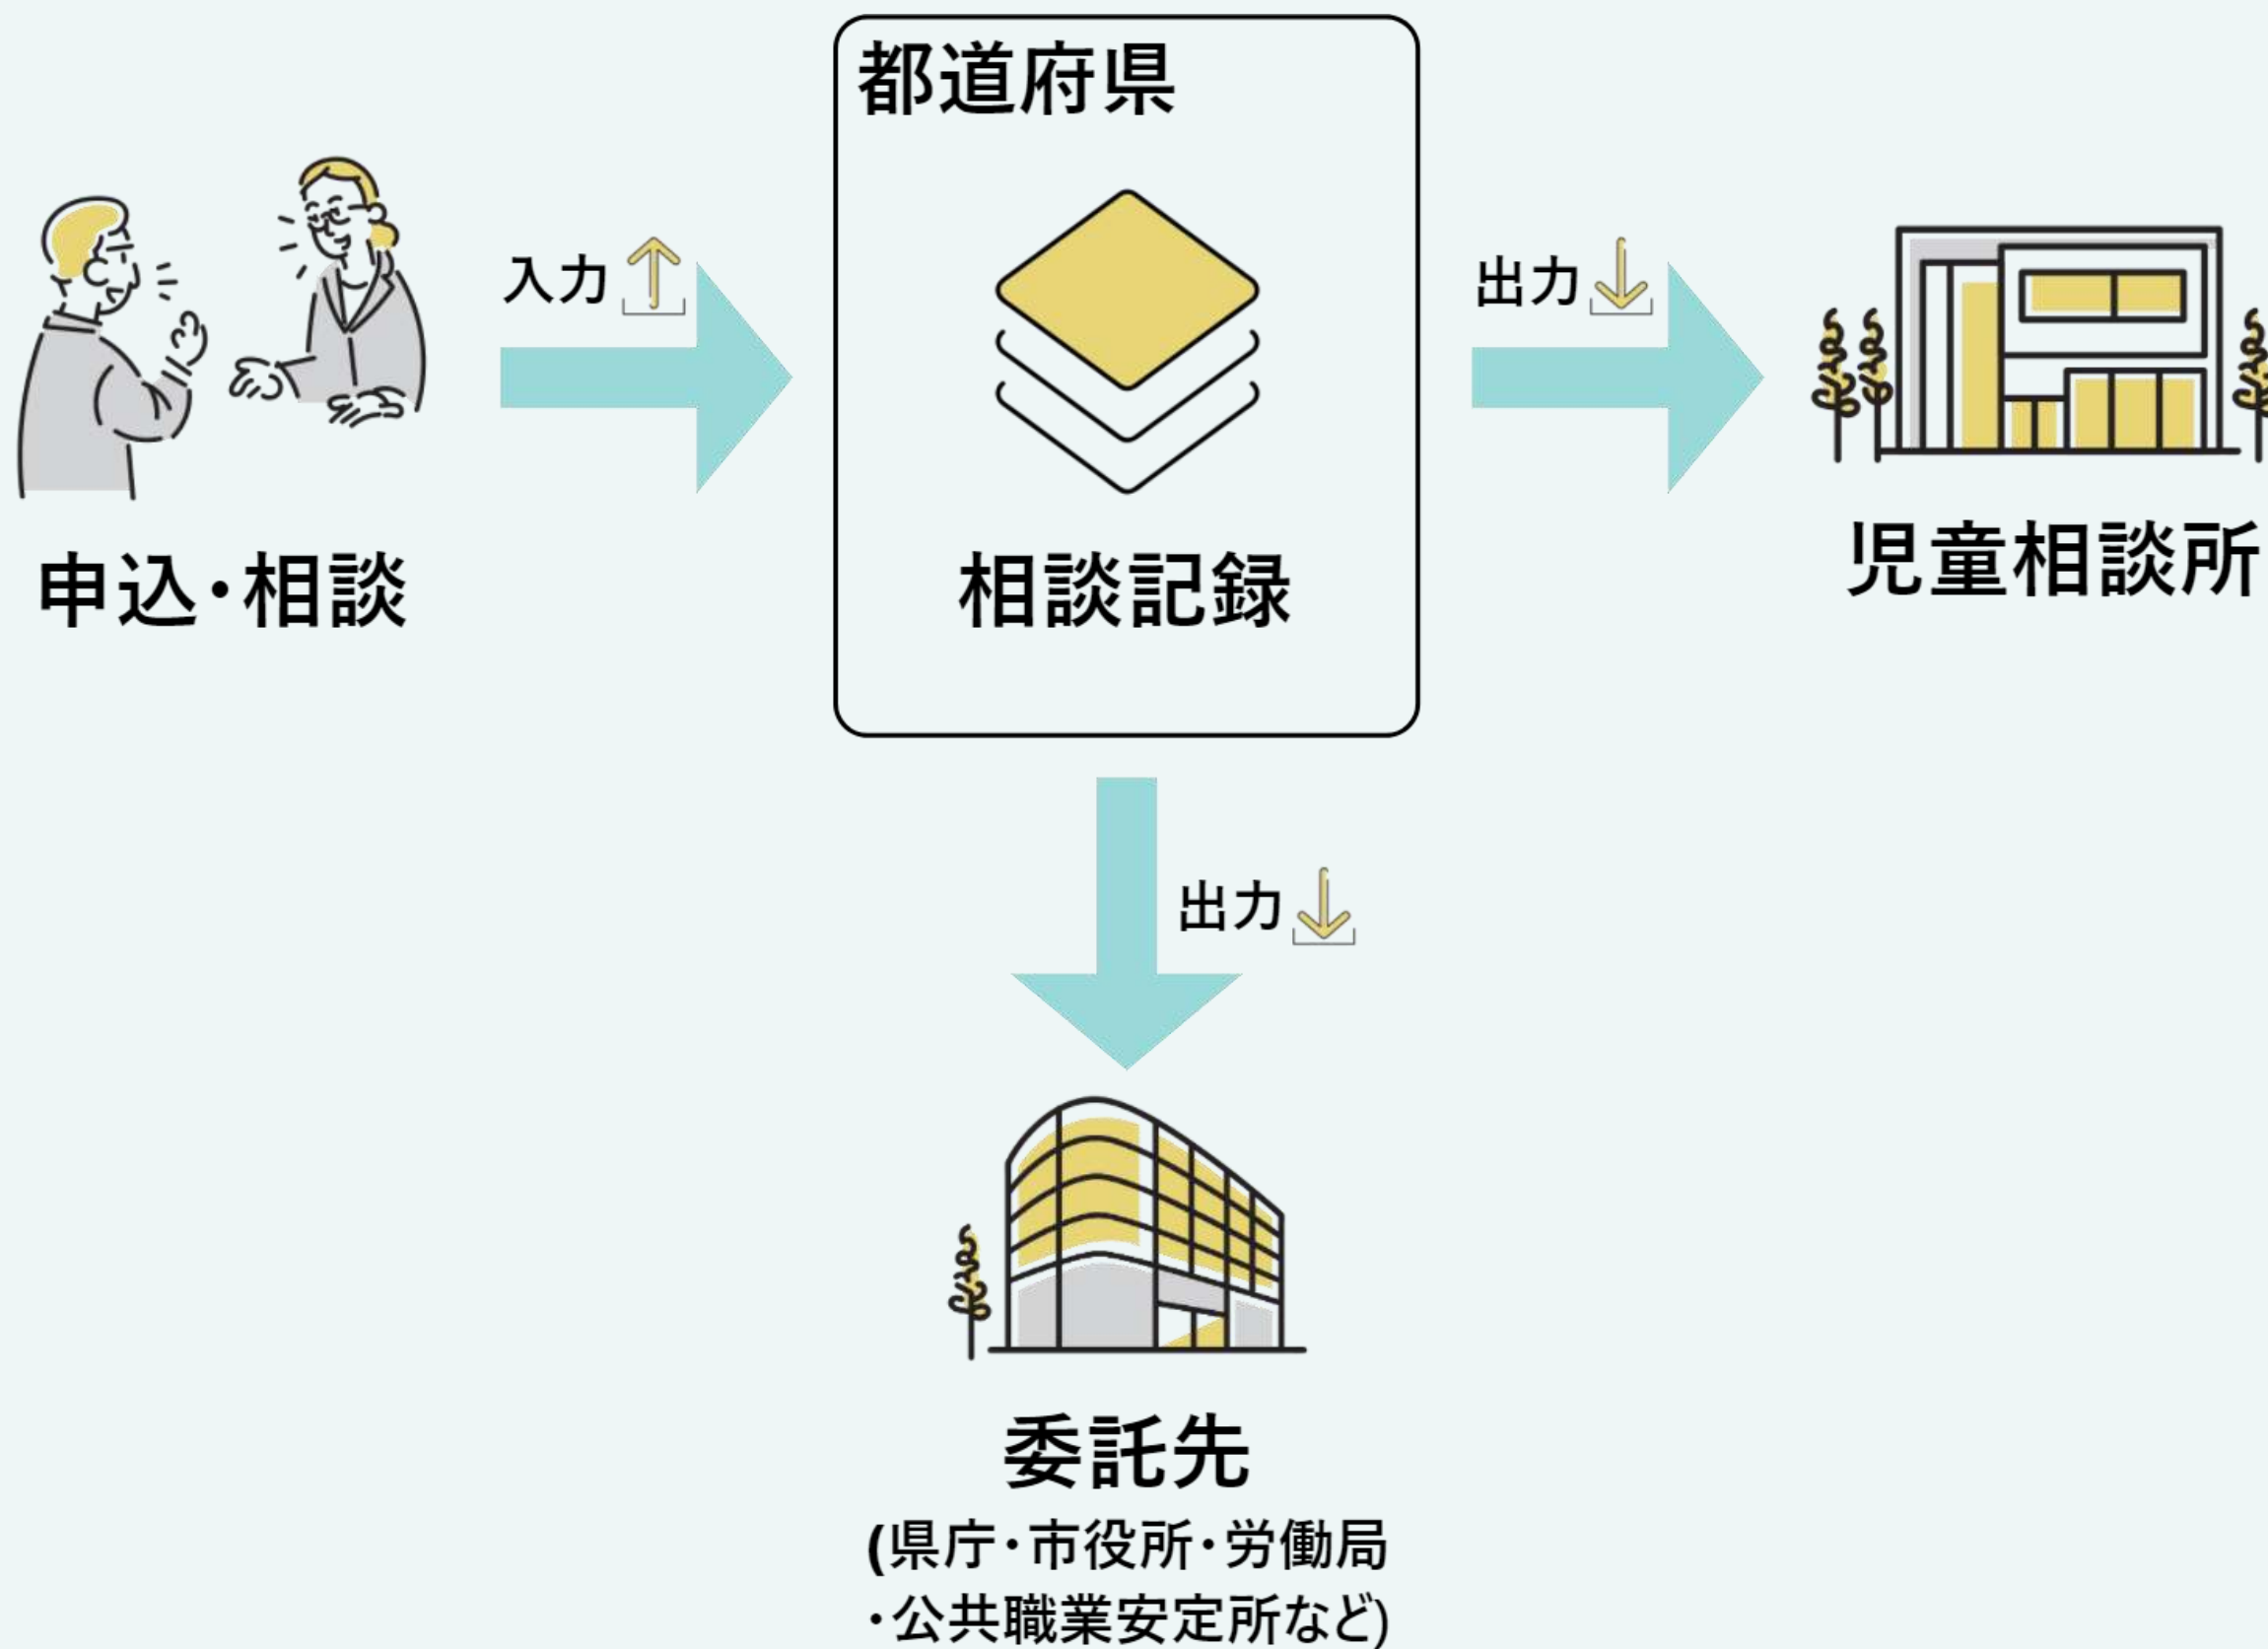 都道府県
入力
出力
申込・相談
相談記録
児童相談所
出力
委託先
(県庁・市役所・労働局
・公共職業安定所など)